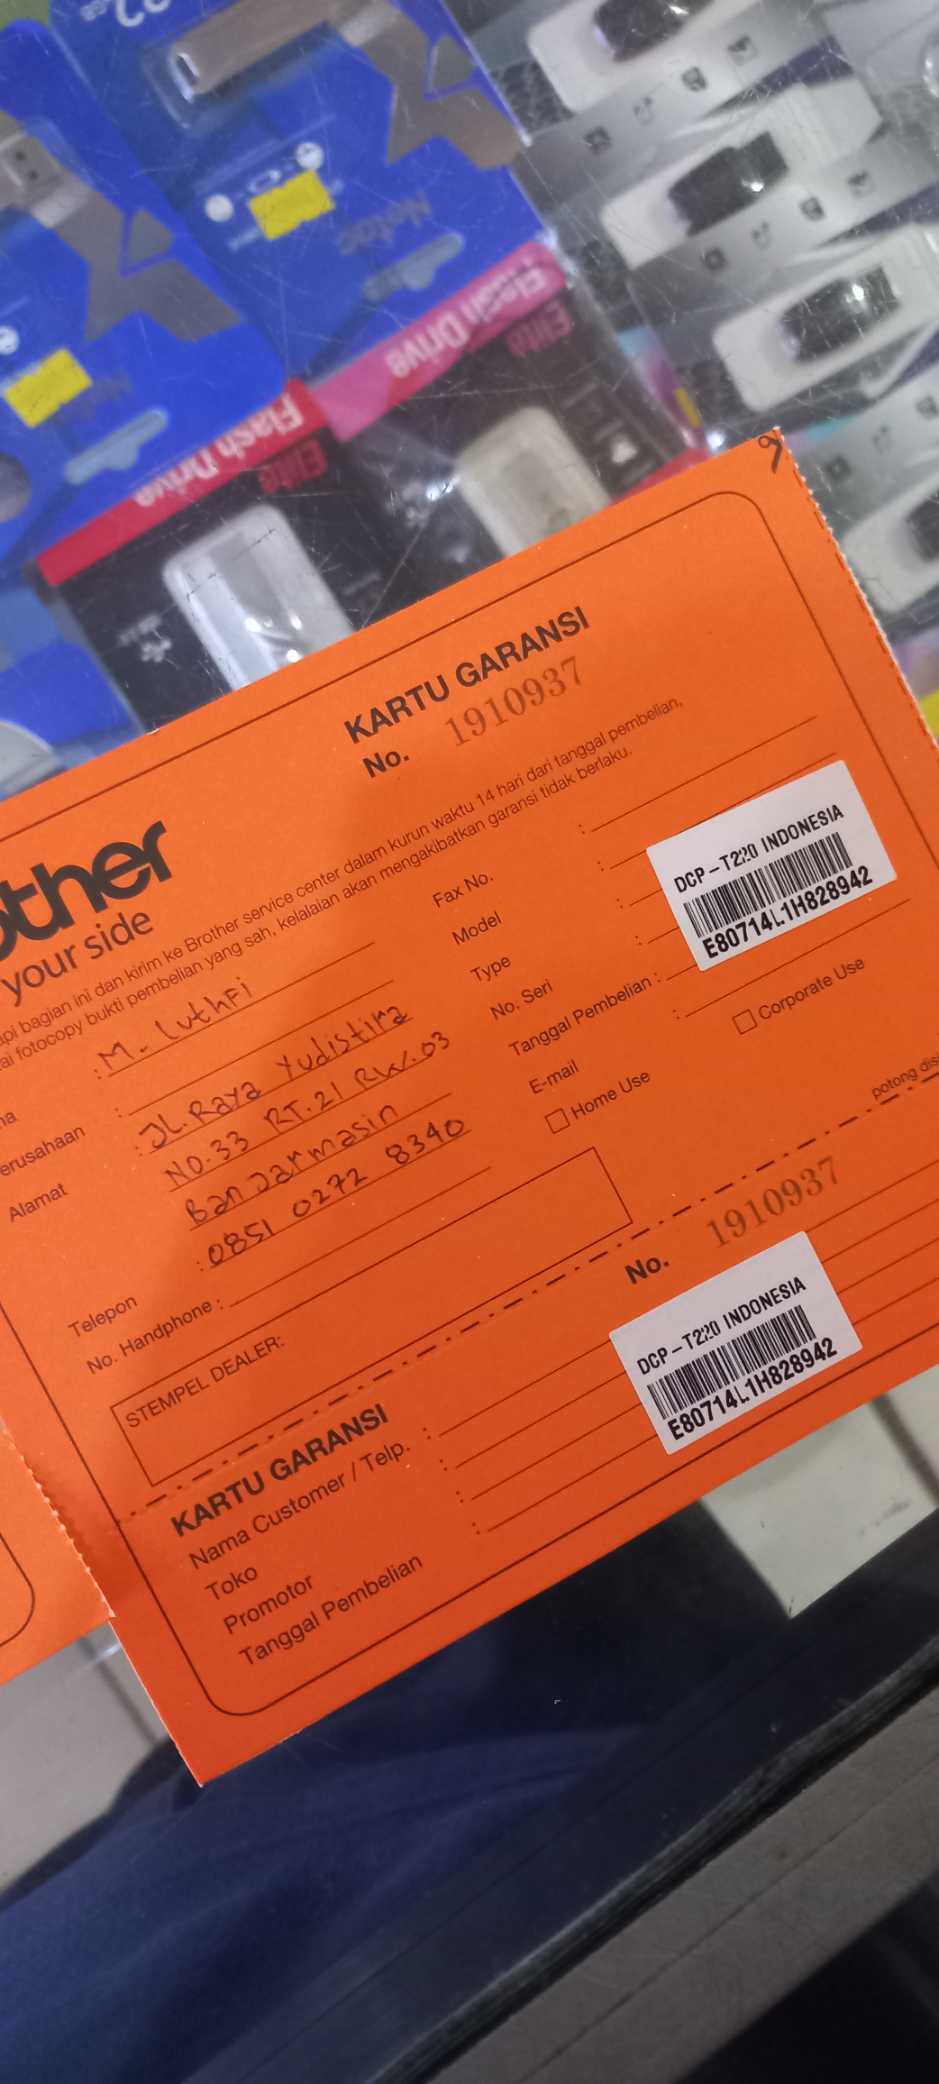 Flash Drive
Elite
Flash Drive
Elite
KARTU GARANSI
No. 1910937
your side
bagian ini dan kirim ke Brother service center dalam kurun waktu 14 hari dari tanggal pembelian,
fotocopy bukti pembelian yang sah, kelalaian akan mengakibatkan garansi tidak berlaku.
: M. Luthfi
:
Alamat : JL. Raya Yudistira
No.33 RT.21 RW.03
Banjarmasin
Telepon : 0851 0272 8340
No. Handphone :
Fax No. :
Model :
Type :
No. Seri :
Tanggal Pembelian :
E-mail :
Home Use
Corporate Use
DCP-T220 INDONESIA
E80714L1H828942
STEMPEL DEALER:
potong
No. 1910937
KARTU GARANSI
Nama Customer / Telp. :
Toko :
Promotor :
Tanggal Pembelian :
DCP-T220 INDONESIA
E80714L1H828942